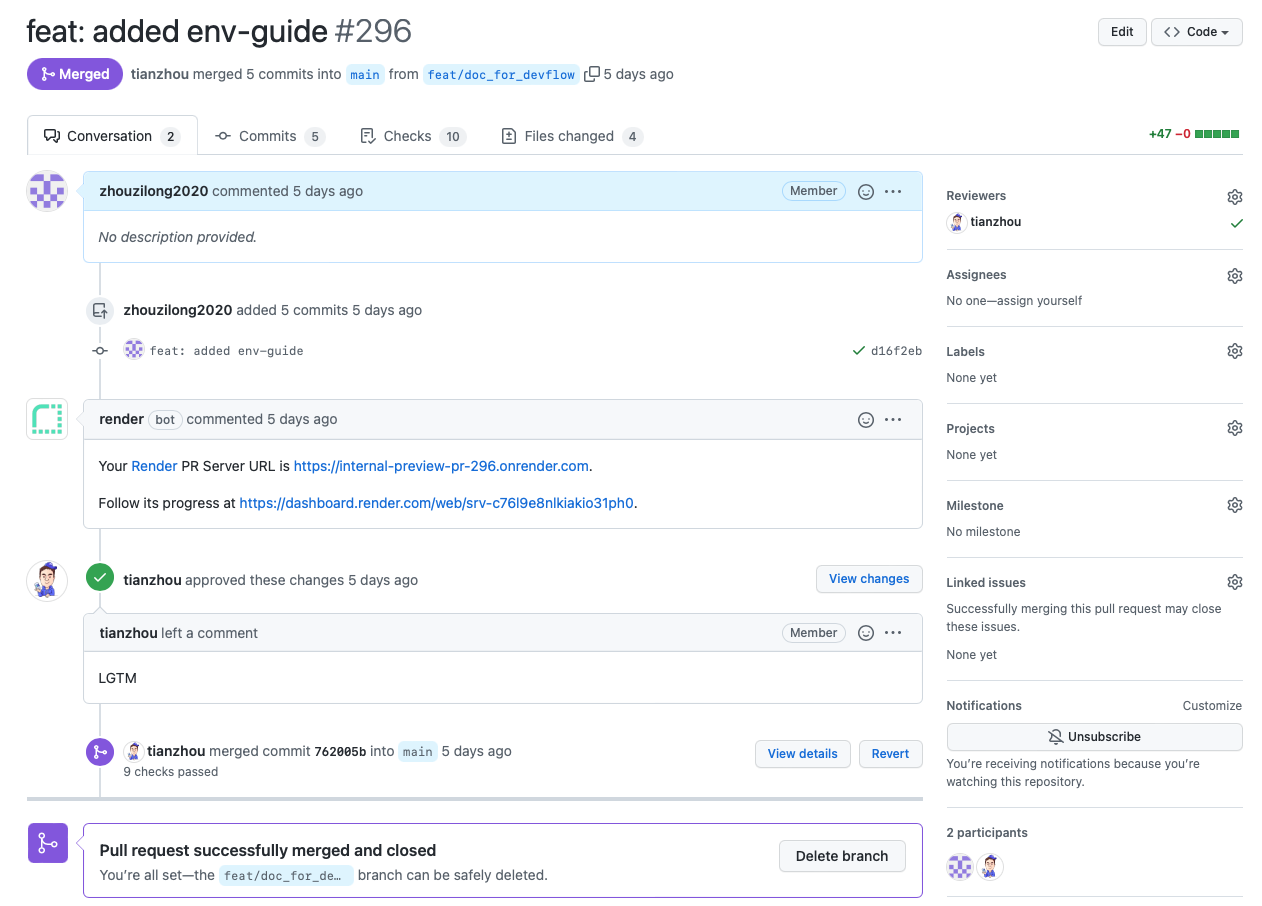 feat: added env-guide #296
Edit
Code
Merged
tianzhou merged 5 commits into main from feat/doc_for_devflow 5 days ago
Conversation 2
Commits 5
Checks 10
Files changed 4
+47 −0
zhouzilong2020 commented 5 days ago
Member
No description provided.
zhouzilong2020 added 5 commits 5 days ago
feat: added env-guide
d16f2eb
render bot commented 5 days ago
Your Render PR Server URL is https://internal-preview-pr-296.onrender.com.
Follow its progress at https://dashboard.render.com/web/srv-c76l9e8nlkiakio31ph0.
tianzhou approved these changes 5 days ago
View changes
tianzhou left a comment
Member
LGTM
tianzhou merged commit 762005b into main 5 days ago
View details
Revert
9 checks passed
Pull request successfully merged and closed
You're all set—the feat/doc_for_de… branch can be safely deleted.
Delete branch
Reviewers
tianzhou
Assignees
No one—assign yourself
Labels
None yet
Projects
None yet
Milestone
No milestone
Linked issues
Successfully merging this pull request may close
these issues.
None yet
Notifications
Customize
Unsubscribe
You're receiving notifications because you're
watching this repository.
2 participants